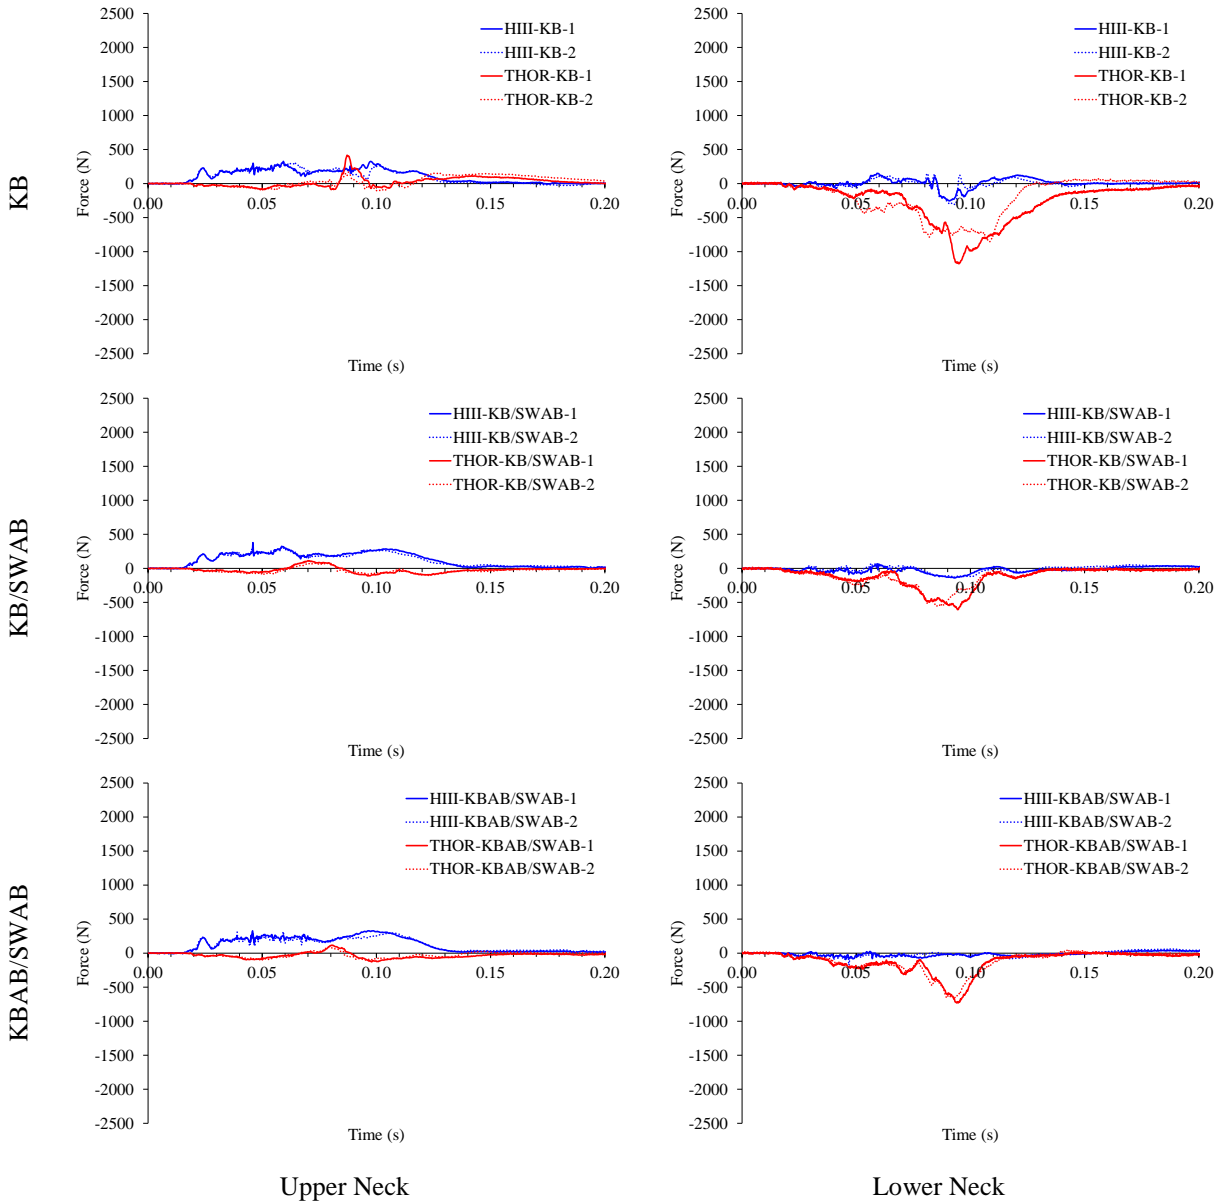 KB
2500
2000
1500
1000
500
0
-500
-1000
-1500
-2000
-2500
Force (N)
0.00
0.05
0.10
0.15
0.20
Time (s)
HIII-KB-1
HIII-KB-2
THOR-KB-1
THOR-KB-2
2500
2000
1500
1000
500
0
-500
-1000
-1500
-2000
-2500
Force (N)
0.00
0.05
0.10
0.15
0.20
Time (s)
HIII-KB-1
HIII-KB-2
THOR-KB-1
THOR-KB-2
KB/SWAB
2500
2000
1500
1000
500
0
-500
-1000
-1500
-2000
-2500
Force (N)
0.00
0.05
0.10
0.15
0.20
Time (s)
HIII-KB/SWAB-1
HIII-KB/SWAB-2
THOR-KB/SWAB-1
THOR-KB/SWAB-2
2500
2000
1500
1000
500
0
-500
-1000
-1500
-2000
-2500
Force (N)
0.00
0.05
0.10
0.15
0.20
Time (s)
HIII-KB/SWAB-1
HIII-KB/SWAB-2
THOR-KB/SWAB-1
THOR-KB/SWAB-2
KBAB/SWAB
2500
2000
1500
1000
500
0
-500
-1000
-1500
-2000
-2500
Force (N)
0.00
0.05
0.10
0.15
0.20
Time (s)
HIII-KBAB/SWAB-1
HIII-KBAB/SWAB-2
THOR-KBAB/SWAB-1
THOR-KBAB/SWAB-2
2500
2000
1500
1000
500
0
-500
-1000
-1500
-2000
-2500
Force (N)
0.00
0.05
0.10
0.15
0.20
Time (s)
HIII-KBAB/SWAB-1
HIII-KBAB/SWAB-2
THOR-KBAB/SWAB-1
THOR-KBAB/SWAB-2
Upper Neck
Lower Neck